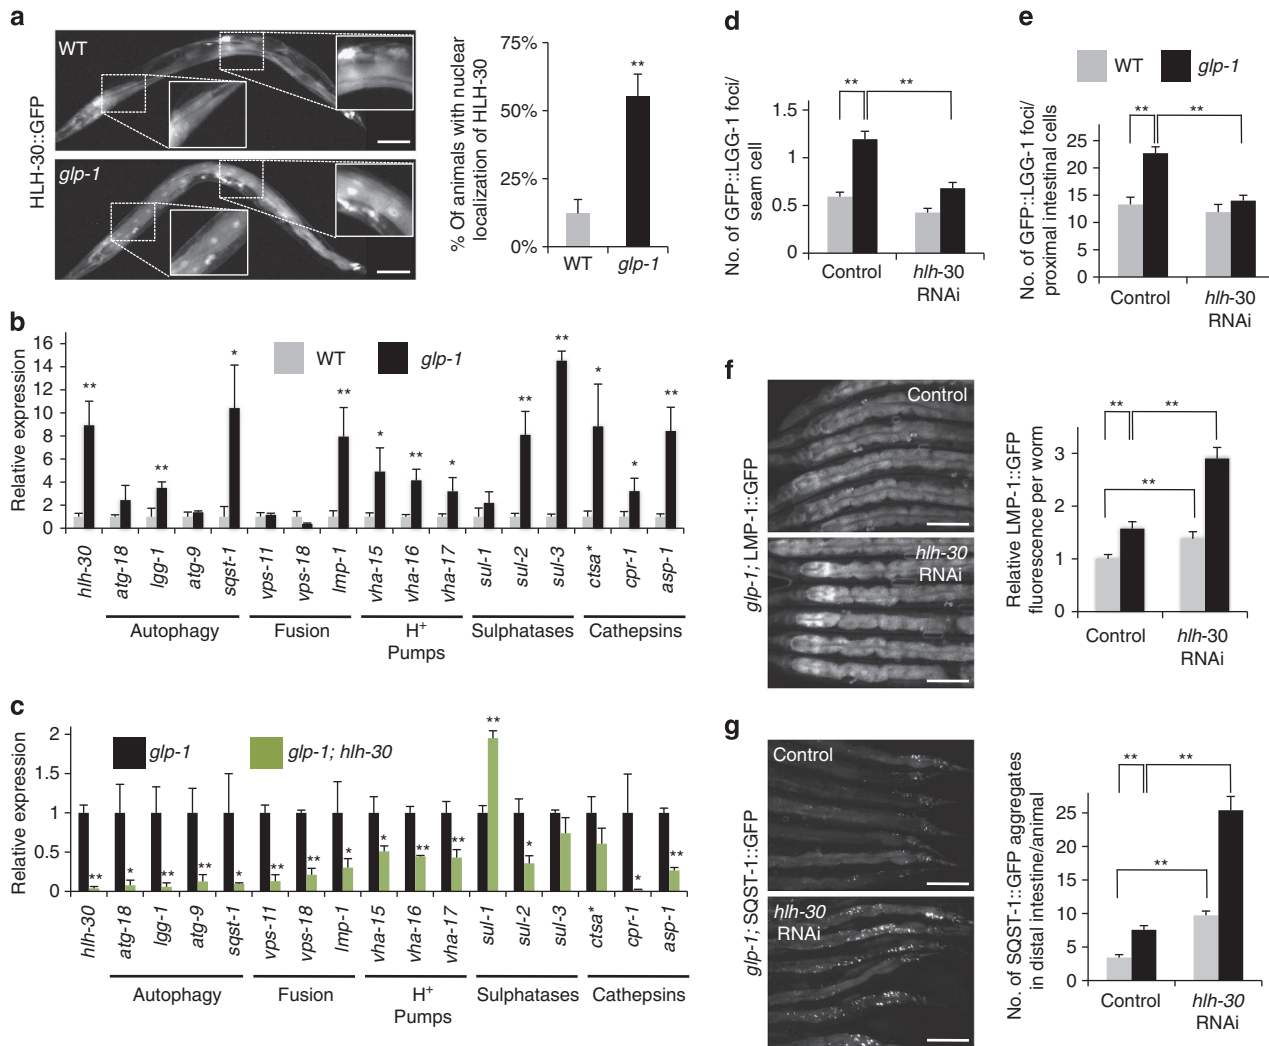 a
WT
glp-1
HLH-30::GFP
% Of animals with nuclear
localization of HLH-30
75%
50%
25%
0%
**
WT
glp-1
b
Relative expression
16
14
12
10
8
6
4
2
0
WT
glp-1
**
**
*
**
*
**
*
**
**
*
*
**
hlh-30
atg-18
lgg-1
atg-9
sqst-1
vps-11
vps-18
lmp-1
vha-15
vha-16
vha-17
sul-1
sul-2
sul-3
ctsa*
cpr-1
asp-1
Autophagy
Fusion
H+
Pumps
Sulphatases
Cathepsins
c
Relative expression
2
1.5
1
0.5
0
glp-1
glp-1; hlh-30
**
*
**
**
*
**
**
*
*
**
**
**
*
*
**
hlh-30
atg-18
lgg-1
atg-9
sqst-1
vps-11
vps-18
lmp-1
vha-15
vha-16
vha-17
sul-1
sul-2
sul-3
ctsa*
cpr-1
asp-1
Autophagy
Fusion
H+
Pumps
Sulphatases
Cathepsins
d
No. of GFP::LGG-1 foci/
seam cell
1.5
1
0.5
0
**
**
Control
hlh-30
RNAi
e
WT
glp-1
No. of GFP::LGG-1 foci/
proximal intestinal cells
25
20
15
10
5
0
**
**
Control
hlh-30
RNAi
f
glp-1; LMP-1::GFP
Control
hlh-30
RNAi
Relative LMP-1::GFP
fluorescence per worm
3
2
1
0
**
**
**
Control
hlh-30
RNAi
g
glp-1; SQST-1::GFP
Control
hlh-30
RNAi
No. of SQST-1::GFP aggregates
in distal intestine/animal
25
20
15
10
5
0
**
**
**
Control
hlh-30
RNAi